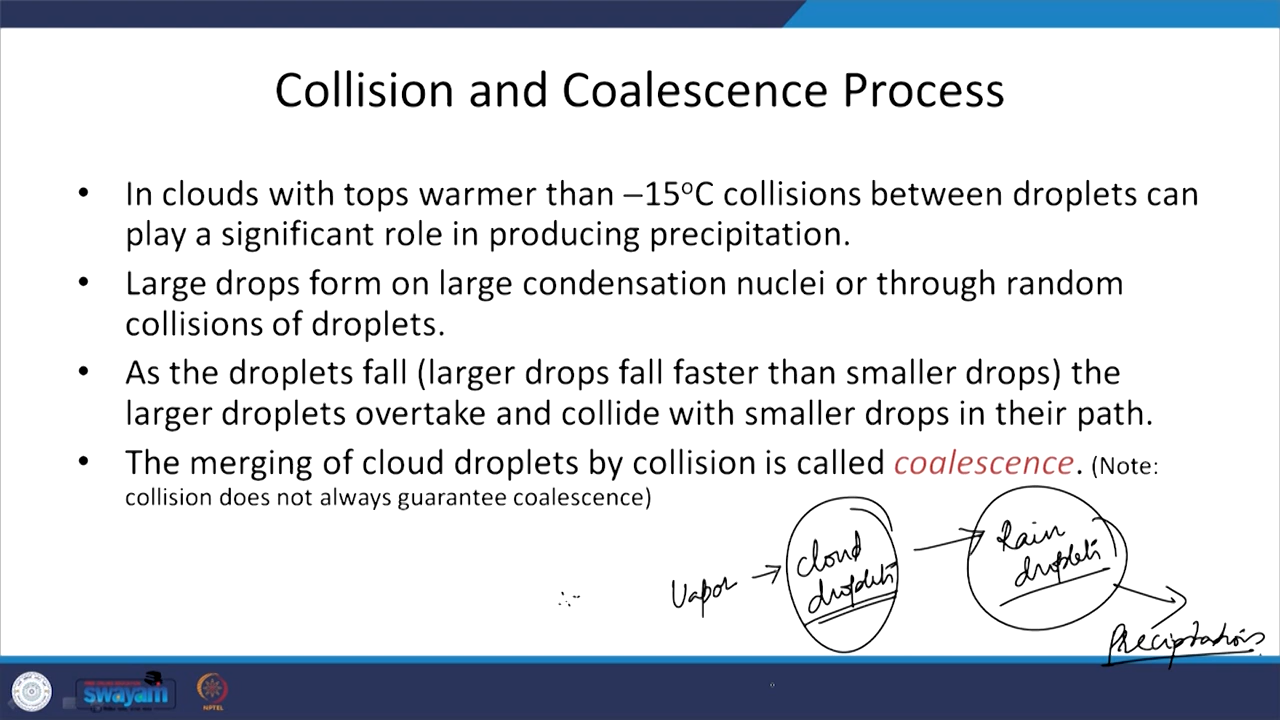 Collision and Coalescence Process
• In clouds with tops warmer than –15ºC collisions between droplets can
play a significant role in producing precipitation.
• Large drops form on large condensation nuclei or through random
collisions of droplets.
• As the droplets fall (larger drops fall faster than smaller drops) the
larger droplets overtake and collide with smaller drops in their path.
• The merging of cloud droplets by collision is called coalescence. (Note:
collision does not always guarantee coalescence)
Vapor → cloud
droplets
→ Rain
droplets
Precipitation
swayam
NPTEL